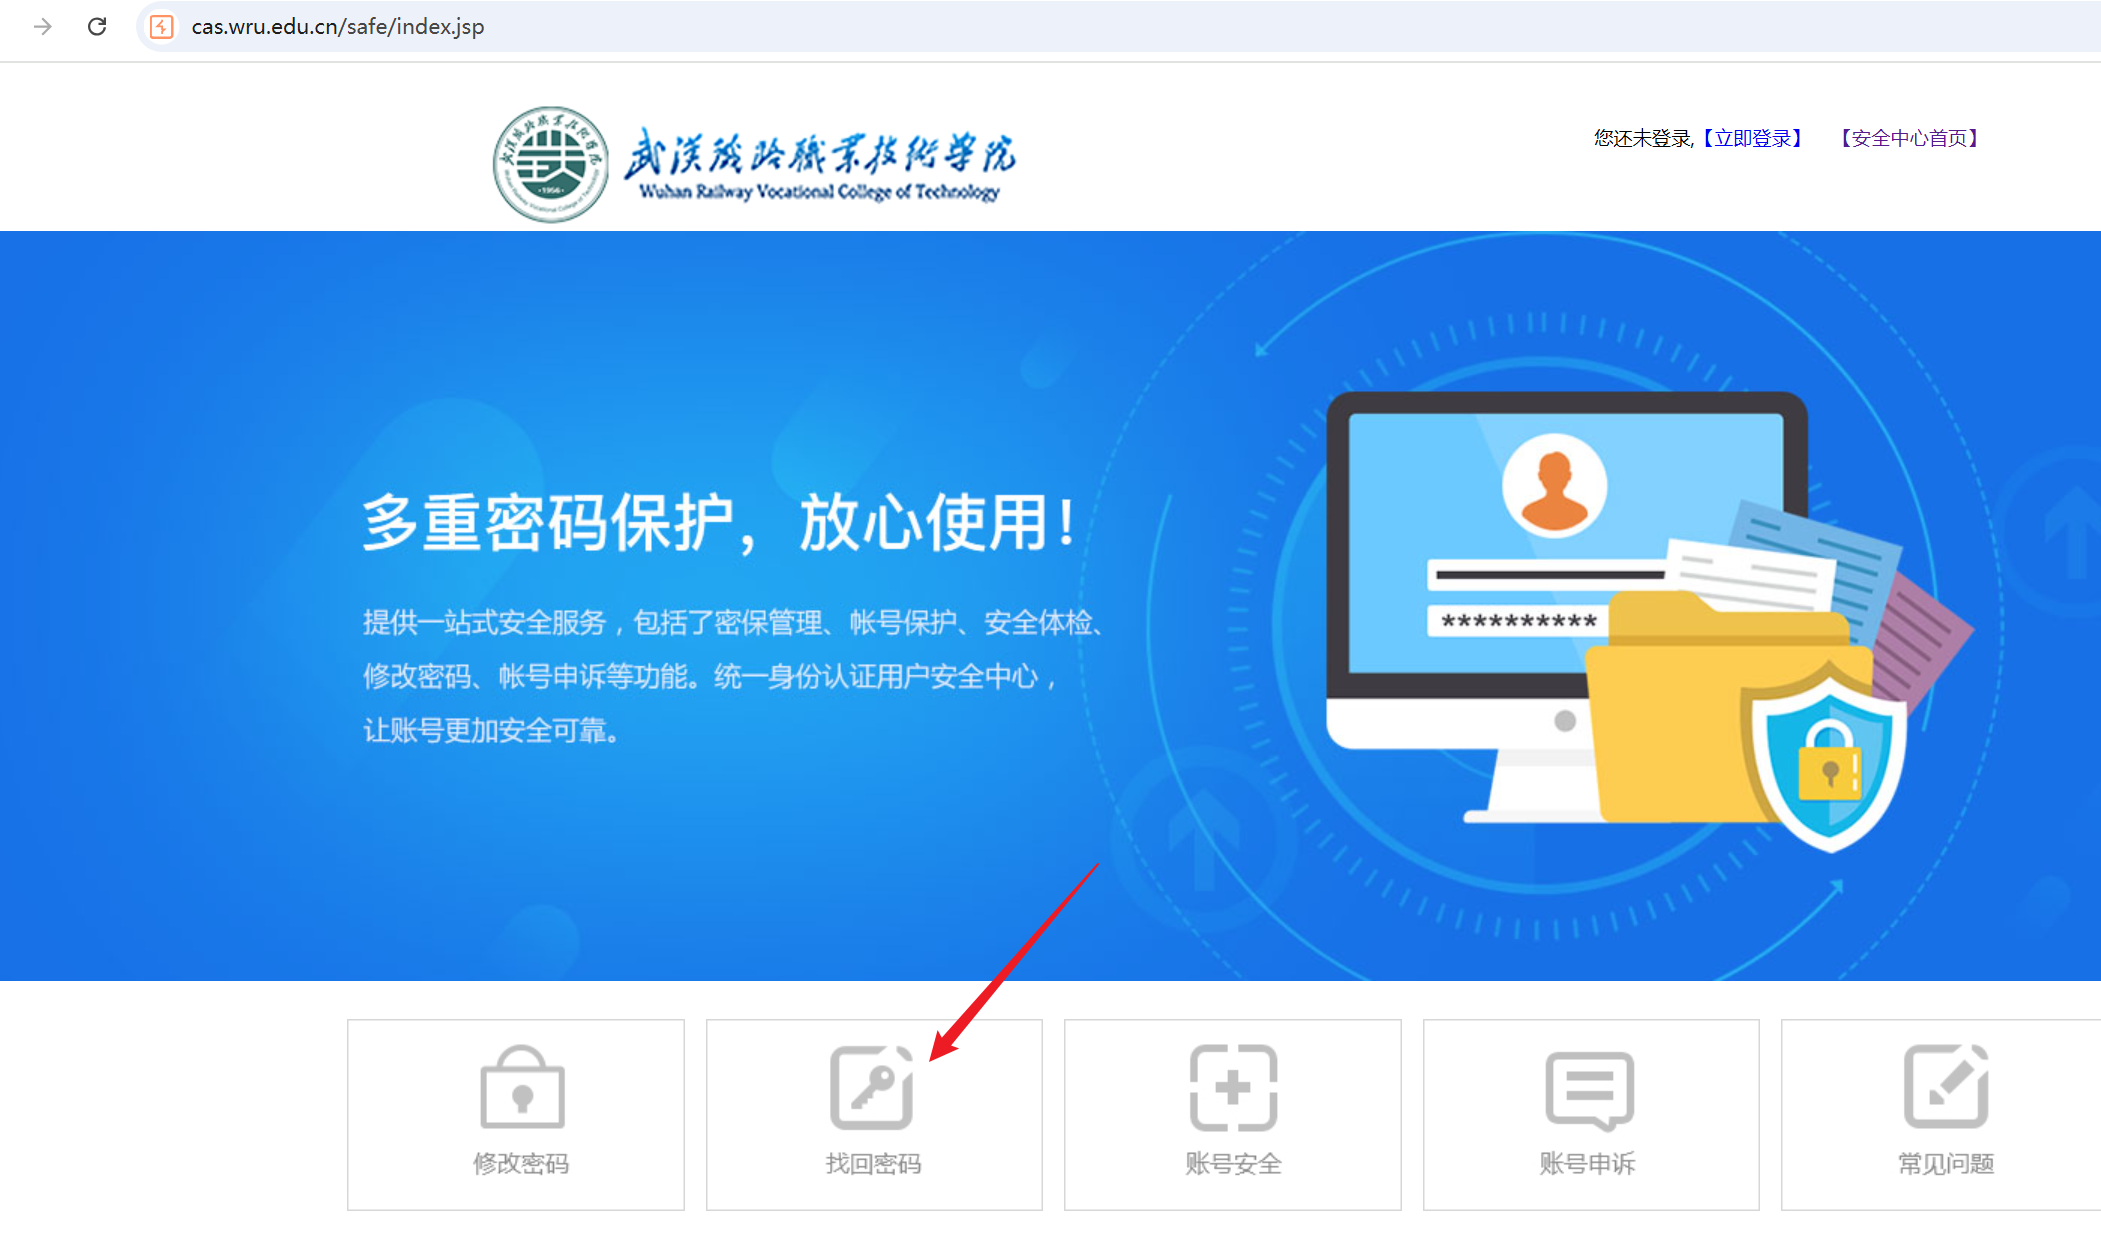 cas.wru.edu.cn/safe/index.jsp
武汉铁路职业技术学院
Wuhan Railway Vocational College of Technology
·1956·
您还未登录,【立即登录】 【安全中心首页】
多重密码保护，放心使用！
提供一站式安全服务，包括了密保管理、帐号保护、安全体检、
修改密码、帐号申诉等功能。统一身份认证用户安全中心，
让账号更加安全可靠。
**********
修改密码
找回密码
账号安全
账号申诉
常见问题